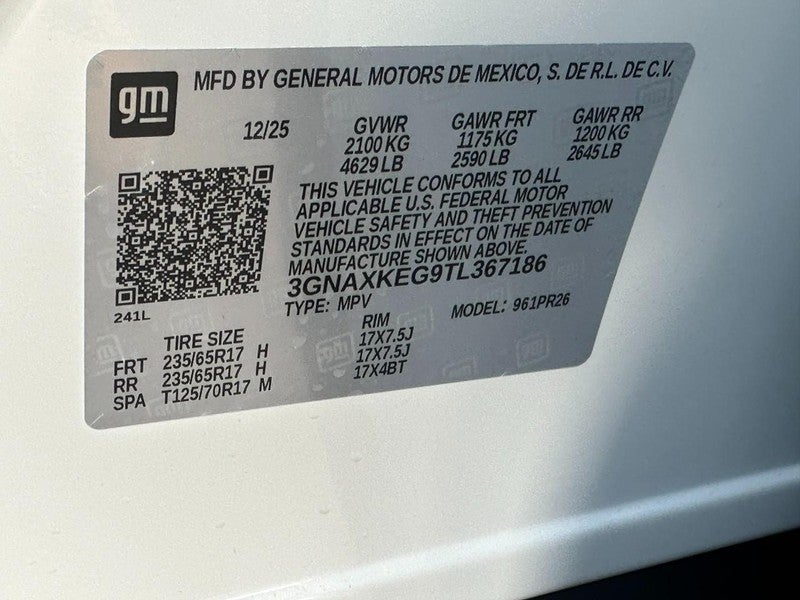 gm
MFD BY GENERAL MOTORS DE MEXICO, S. DE R.L. DE C.V.
12/25 GVWR GAWR FRT GAWR RR
2100 KG 1175 KG 1200 KG
4629 LB 2590 LB 2645 LB
THIS VEHICLE CONFORMS TO ALL
APPLICABLE U.S. FEDERAL MOTOR
VEHICLE SAFETY AND THEFT PREVENTION
STANDARDS IN EFFECT ON THE DATE OF
MANUFACTURE SHOWN ABOVE.
3GNAXKEG9TL367186
TYPE: MPV MODEL: 961PR26
241L
TIRE SIZE RIM
FRT 235/65R17 H 17X7.5J
RR 235/65R17 H 17X7.5J
SPA T125/70R17 M 17X4BT